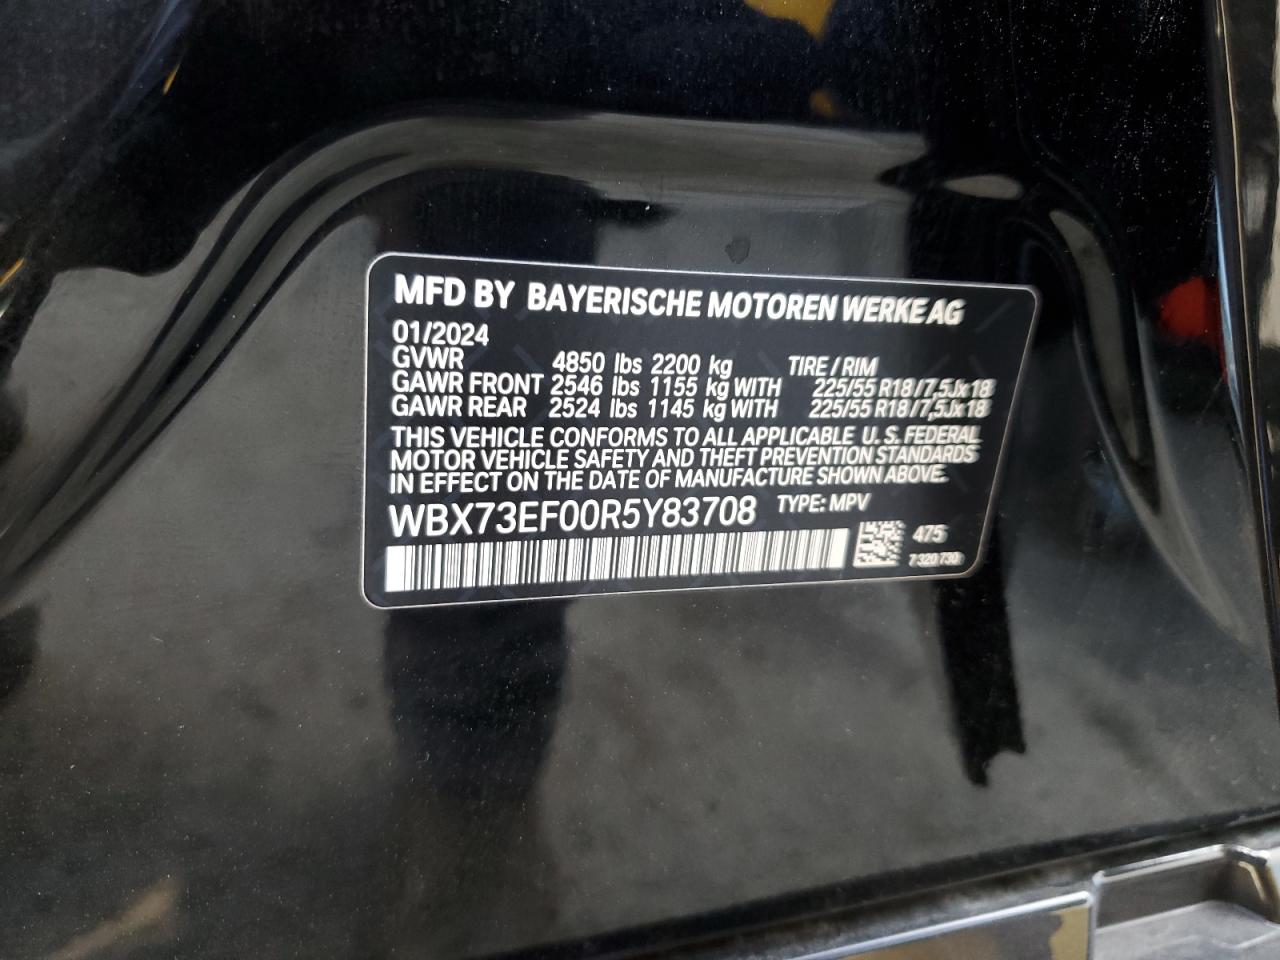 MFD BY BAYERISCHE MOTOREN WERKE AG
01/2024
GVWR 4850 lbs 2200 kg TIRE / RIM
GAWR FRONT 2546 lbs 1155 kg WITH 225/55 R18/7,5Jx18
GAWR REAR 2524 lbs 1145 kg WITH 225/55 R18/7,5Jx18
THIS VEHICLE CONFORMS TO ALL APPLICABLE U.S. FEDERAL
MOTOR VEHICLE SAFETY AND THEFT PREVENTION STANDARDS
IN EFFECT ON THE DATE OF MANUFACTURE SHOWN ABOVE.
WBX73EF00R5Y83708 TYPE: MPV
475
7 320 730